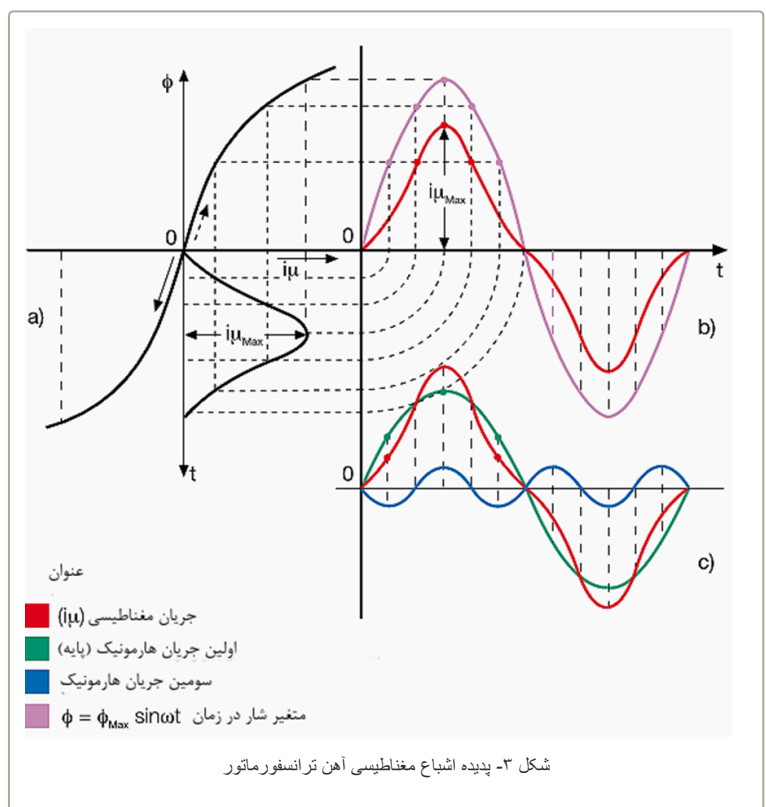 ϕ
0
0
iμ
t
iμMax
a)
iμMax
b)
t
0
c)
عنوان
جریان مغناطیسی (iμ)
اولین جریان هارمونیک (پایه)
سومین جریان هارمونیک
متغیر شار در زمان ϕ = ϕMax sinωt
شکل ۳- پدیده اشباع مغناطیسی آهن ترانسفورماتور